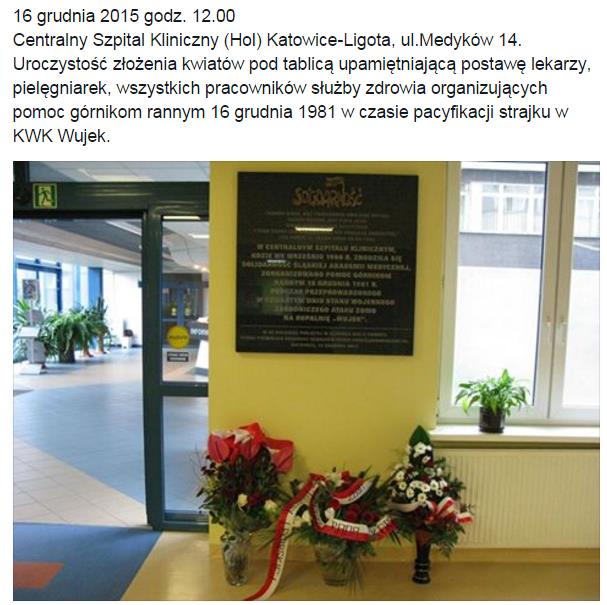 16 grudnia 2015 godz. 12.00
Centralny Szpital Kliniczny (Hol) Katowice-Ligota, ul.Medyków 14.
Uroczystość złożenia kwiatów pod tablicą upamiętniającą postawę lekarzy,
pielęgniarek, wszystkich pracowników służby zdrowia organizujących
pomoc górnikom rannym 16 grudnia 1981 w czasie pacyfikacji strajku w
KWK Wujek.
SOLIDARNOŚĆ
W CENTRALNYM SZPITALU KLINICZNYM,
GDZIE WE WRZEŚNIU 1980 R. ZRODZIŁA SIĘ
SOLIDARNOŚĆ ŚLĄSKIEJ AKADEMII MEDYCZNEJ,
ZORGANIZOWANO POMOC GÓRNIKOM
RANNYM 16 GRUDNIA 1981 R.
PODCZAS PRZEPROWADZONEGO
W CZWARTYM DNIU STANU WOJENNEGO
ZBRODNICZEGO ATAKU ZOMO
NA KOPALNIĘ „WUJEK”.